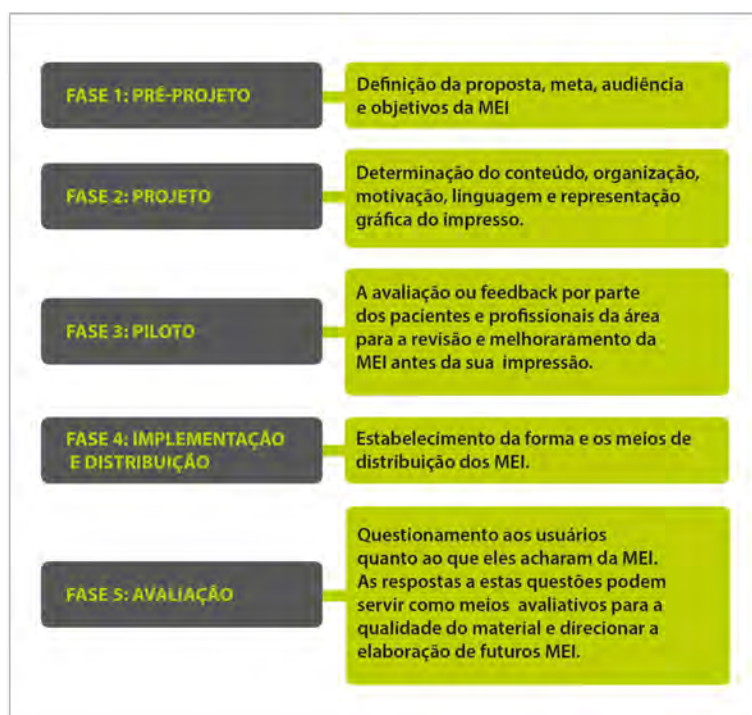 FASE 1: PRÉ-PROJETO
Definição da proposta, meta, audiência
e objetivos da MEI
FASE 2: PROJETO
Determinação do conteúdo, organização,
motivação, linguagem e representação
gráfica do impresso.
FASE 3: PILOTO
A avaliação ou feedback por parte
dos pacientes e profissionais da área
para a revisão e melhoraramento da
MEI antes da sua impressão.
FASE 4: IMPLEMENTAÇÃO
E DISTRIBUIÇÃO
Estabelecimento da forma e os meios de
distribuição dos MEI.
FASE 5: AVALIAÇÃO
Questionamento aos usuários
quanto ao que eles acharam da MEI.
As respostas a estas questões podem
servir como meios avaliativos para a
qualidade do material e direcionar a
elaboração de futuros MEI.